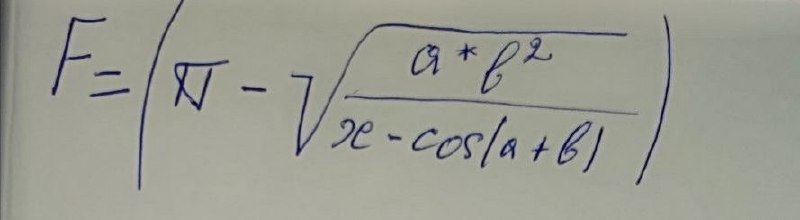 F = | π - √(a * b² / (x - cos(a + b))) |